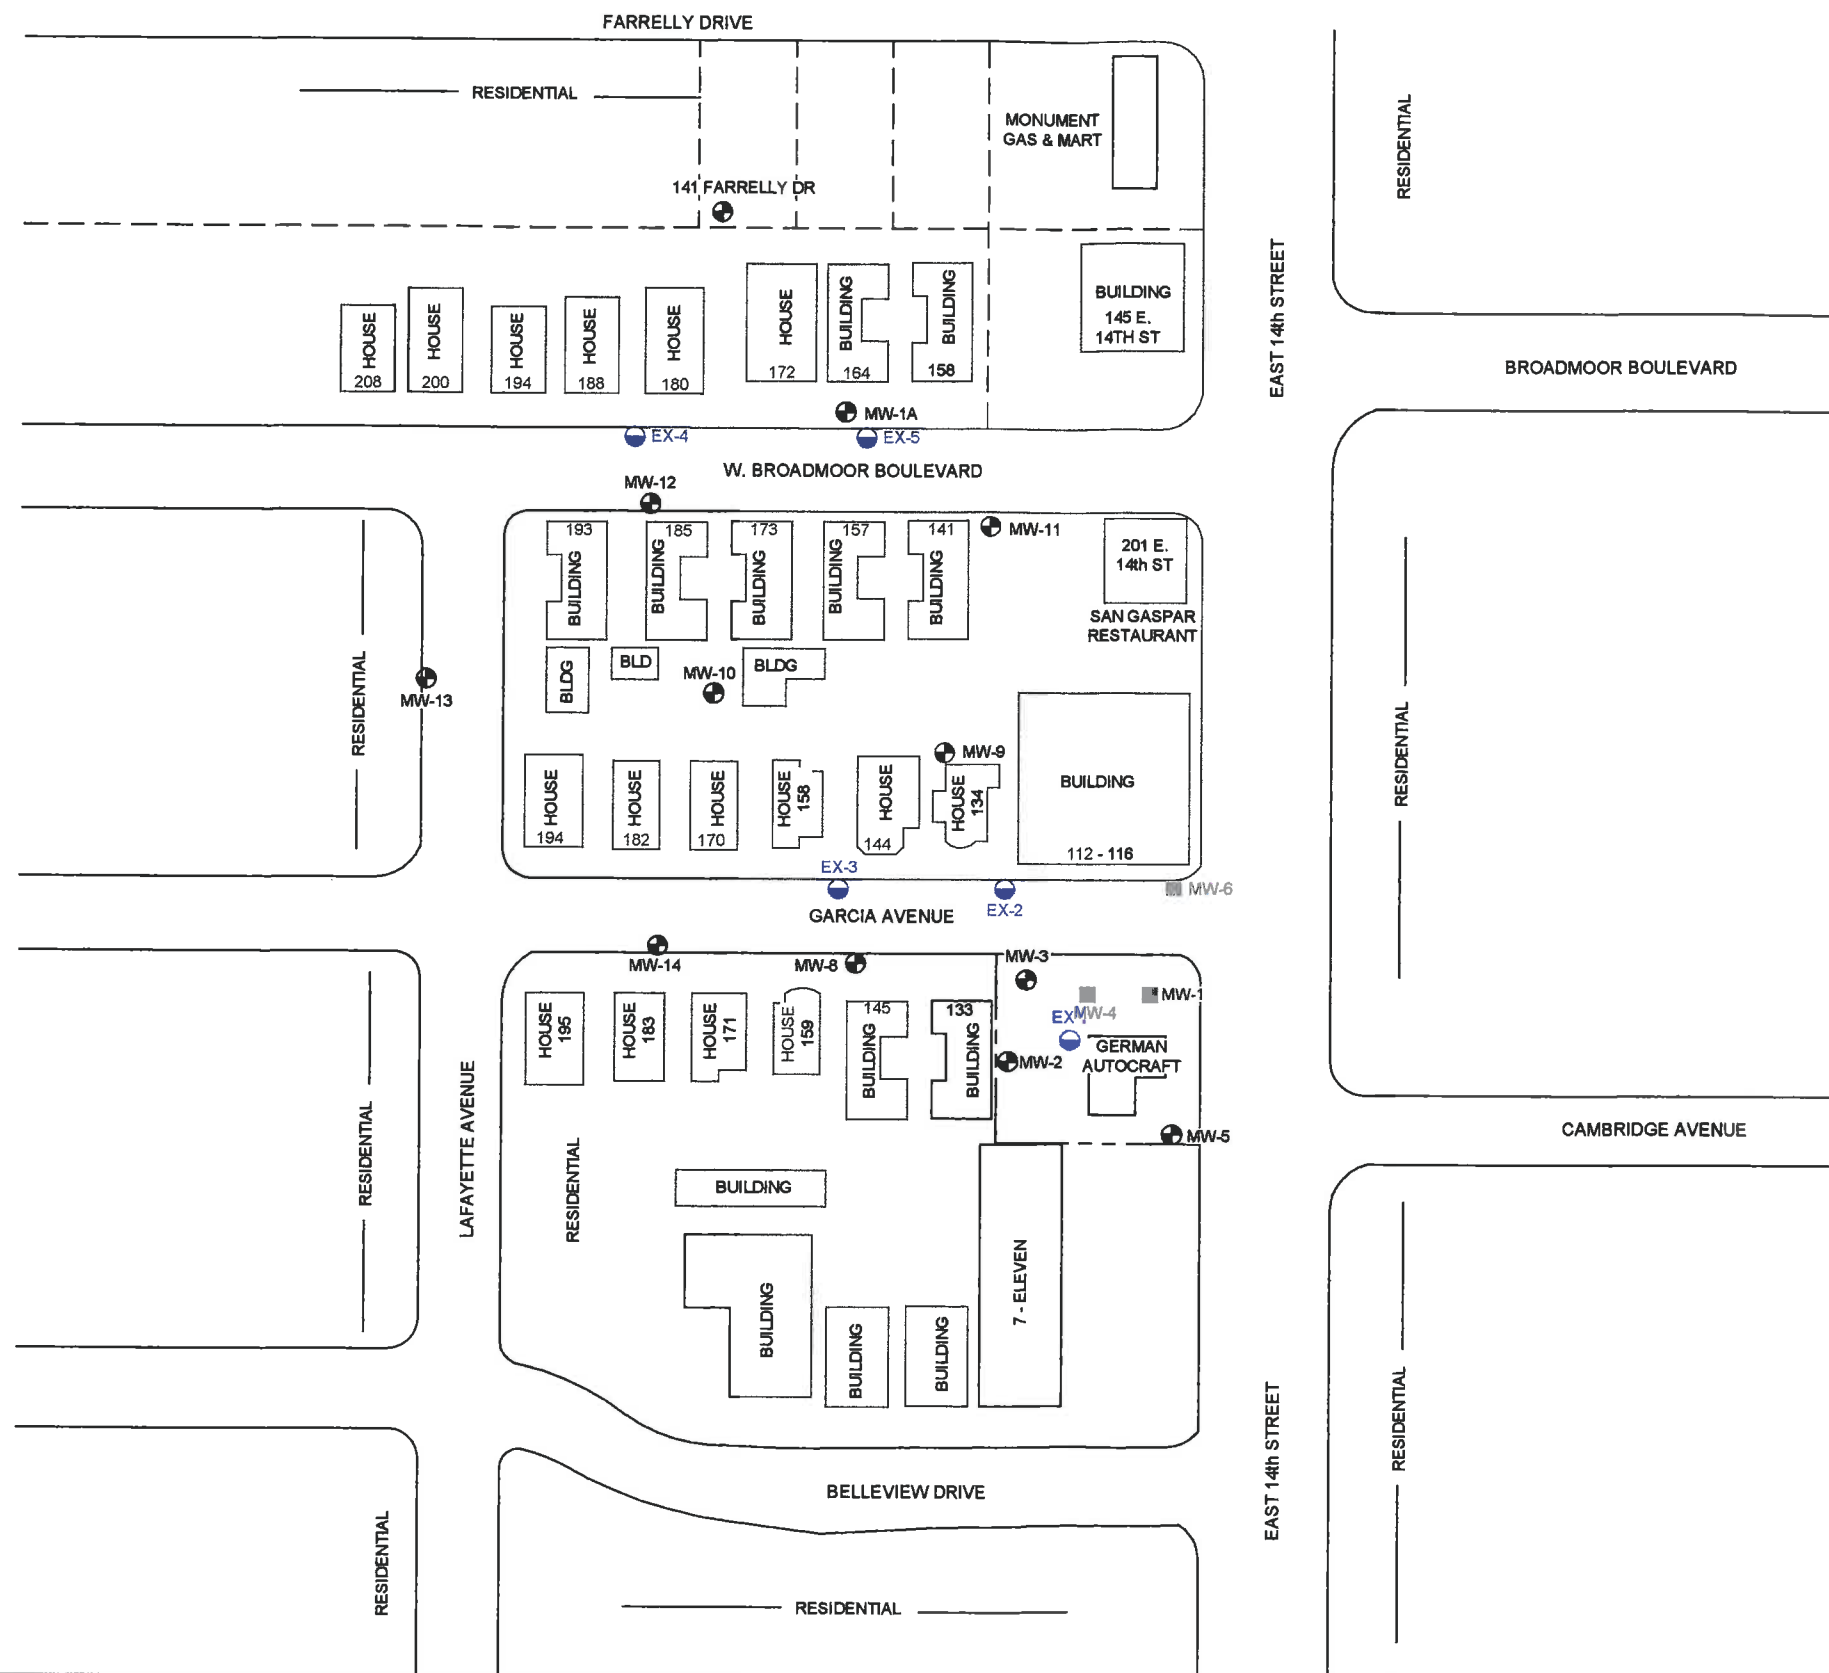 FARRELLY DRIVE
RESIDENTIAL
MONUMENT
GAS & MART
RESIDENTIAL
141 FARRELLY DR
EAST 14th STREET
BUILDING
145 E.
14TH ST
HOUSE
208
HOUSE
200
HOUSE
194
HOUSE
188
HOUSE
180
HOUSE
172
BUILDING
164
BUILDING
158
BROADMOOR BOULEVARD
MW-1A
EX-4
EX-5
W. BROADMOOR BOULEVARD
MW-12
MW-11
193
BUILDING
185
BUILDING
173
BUILDING
157
BUILDING
141
BUILDING
201 E.
14th ST
SAN GASPAR
RESTAURANT
RESIDENTIAL
MW-13
BLDG
BLD
MW-10
BLDG
RESIDENTIAL
MW-9
BUILDING
112 - 116
HOUSE
194
HOUSE
182
HOUSE
170
HOUSE
158
HOUSE
144
HOUSE
134
EX-3
EX-2
MW-6
GARCIA AVENUE
MW-14
MW-8
MW-3
MW-1
MW-4
HOUSE
195
HOUSE
183
HOUSE
171
HOUSE
159
145
BUILDING
133
BUILDING
MW-2
GERMAN
AUTOCRAFT
MW-5
CAMBRIDGE AVENUE
LAFAYETTE AVENUE
RESIDENTIAL
RESIDENTIAL
BUILDING
BUILDING
BUILDING
BUILDING
7 - ELEVEN
EAST 14th STREET
RESIDENTIAL
BELLEVIEW DRIVE
RESIDENTIAL
RESIDENTIAL